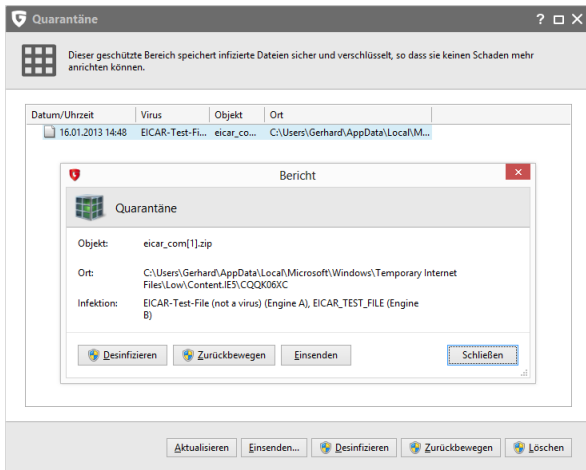 Quarantäne
Dieser geschützte Bereich speichert infizierte Dateien sicher und verschlüsselt, so dass sie keinen Schaden mehr
anrichten können.
Datum/Uhrzeit Virus Objekt Ort
16.01.2013 14:48 EICAR-Test-Fi... eicar_co... C:\Users\Gerhard\AppData\Local\M...
Bericht
Quarantäne
Objekt: eicar_com[1].zip
Ort: C:\Users\Gerhard\AppData\Local\Microsoft\Windows\Temporary Internet
Files\Low\Content.IE5\CQQK06XC
Infektion: EICAR-Test-File (not a virus) (Engine A), EICAR_TEST_FILE (Engine
B)
Desinfizieren Zurückbewegen Einsenden Schließen
Aktualisieren Einsenden... Desinfizieren Zurückbewegen Löschen